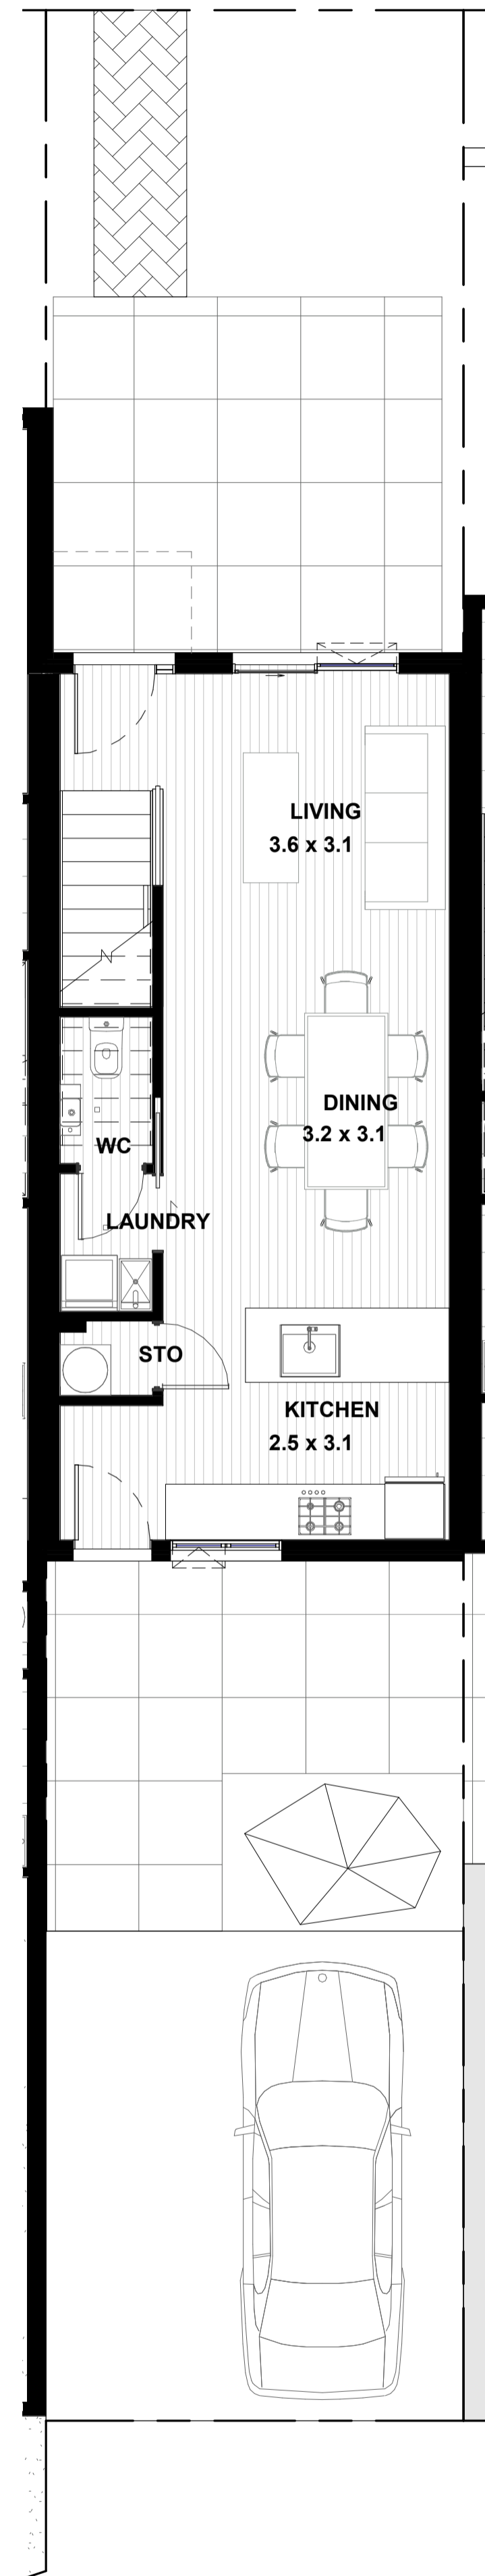 LIVING
3.6 x 3.1
DINING
3.2 x 3.1
WC
LAUNDRY
STO
KITCHEN
2.5 x 3.1